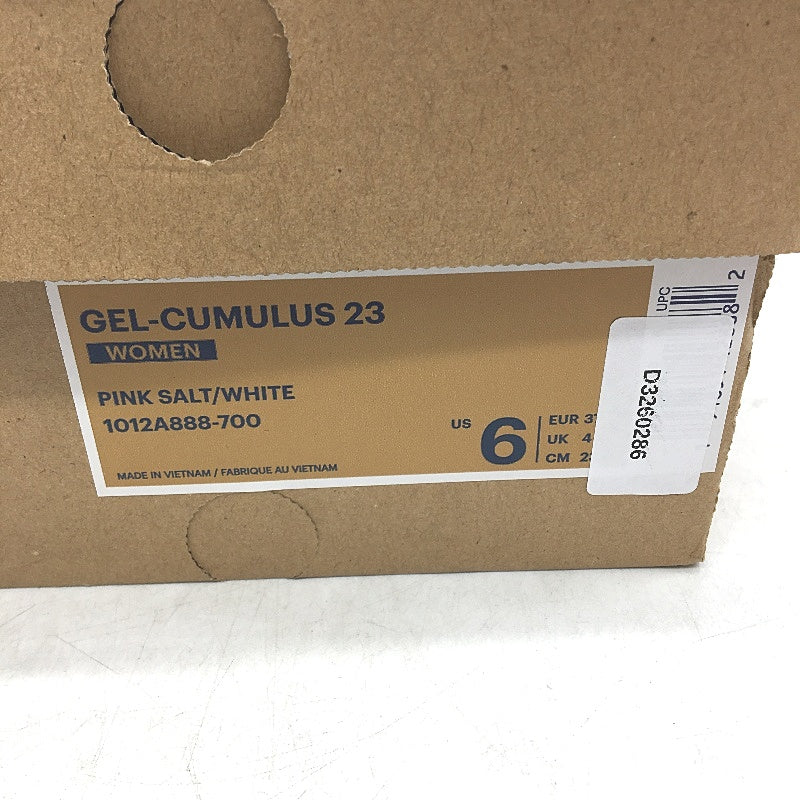 GEL-CUMULUS 23
WOMEN
PINK SALT/WHITE
1012A888-700
US 6
EUR
UK
CM
MADE IN VIETNAM / FABRIQUE AU VIETNAM
UPC
D3260286